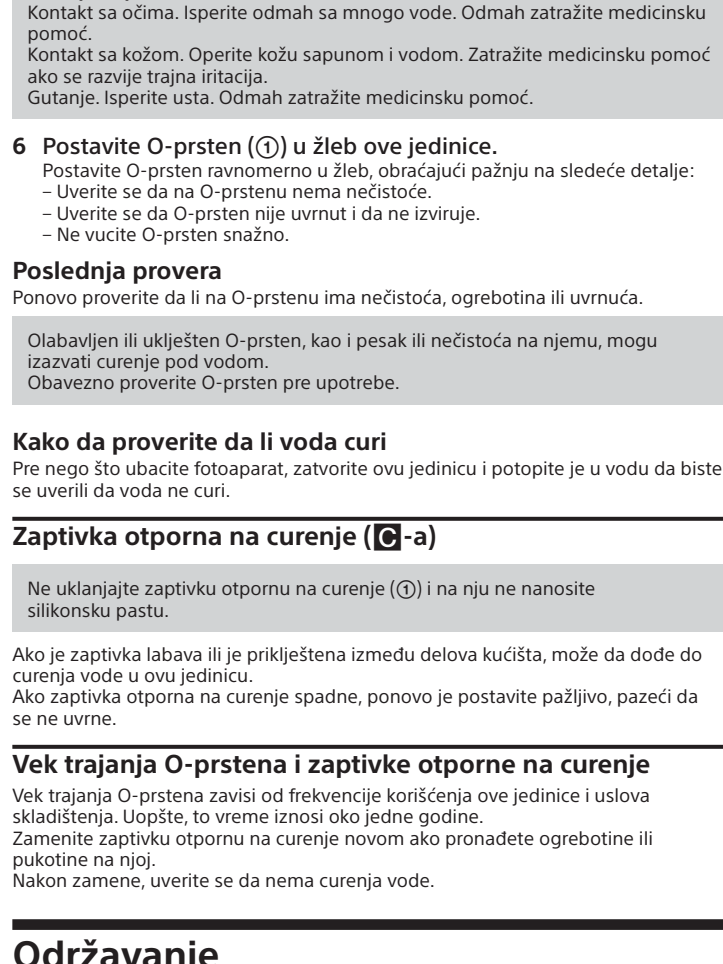 Kontakt sa očima. Isperite odmah sa mnogo vode. Odmah zatražite medicinsku
pomoć.
Kontakt sa kožom. Operite kožu sapunom i vodom. Zatražite medicinsku pomoć
ako se razvije trajna iritacija.
Gutanje. Isperite usta. Odmah zatražite medicinsku pomoć.
6 Postavite O-prsten (①) u žleb ove jedinice.
Postavite O-prsten ravnomerno u žleb, obraćajući pažnju na sledeće detalje:
– Uverite se da na O-prstenu nema nečistoće.
– Uverite se da O-prsten nije uvrnut i da ne izviruje.
– Ne vucite O-prsten snažno.
Poslednja provera
Ponovo proverite da li na O-prstenu ima nečistoća, ogrebotina ili uvrnuća.
Olabavljen ili uklješten O-prsten, kao i pesak ili nečistoća na njemu, mogu
izazvati curenje pod vodom.
Obavezno proverite O-prsten pre upotrebe.
Kako da proverite da li voda curi
Pre nego što ubacite fotoaparat, zatvorite ovu jedinicu i potopite je u vodu da biste
se uverili da voda ne curi.
Zaptivka otporna na curenje (C-a)
Ne uklanjajte zaptivku otpornu na curenje (①) i na nju ne nanosite
silikonsku pastu.
Ako je zaptivka labava ili je priklještena između delova kućišta, može da dođe do
curenja vode u ovu jedinicu.
Ako zaptivka otporna na curenje spadne, ponovo je postavite pažljivo, pazeći da
se ne uvrne.
Vek trajanja O-prstena i zaptivke otporne na curenje
Vek trajanja O-prstena zavisi od frekvencije korišćenja ove jedinice i uslova
skladištenja. Uopšte, to vreme iznosi oko jedne godine.
Zamenite zaptivku otpornu na curenje novom ako pronađete ogrebotine ili
pukotine na njoj.
Nakon zamene, uverite se da nema curenja vode.
Održavanje